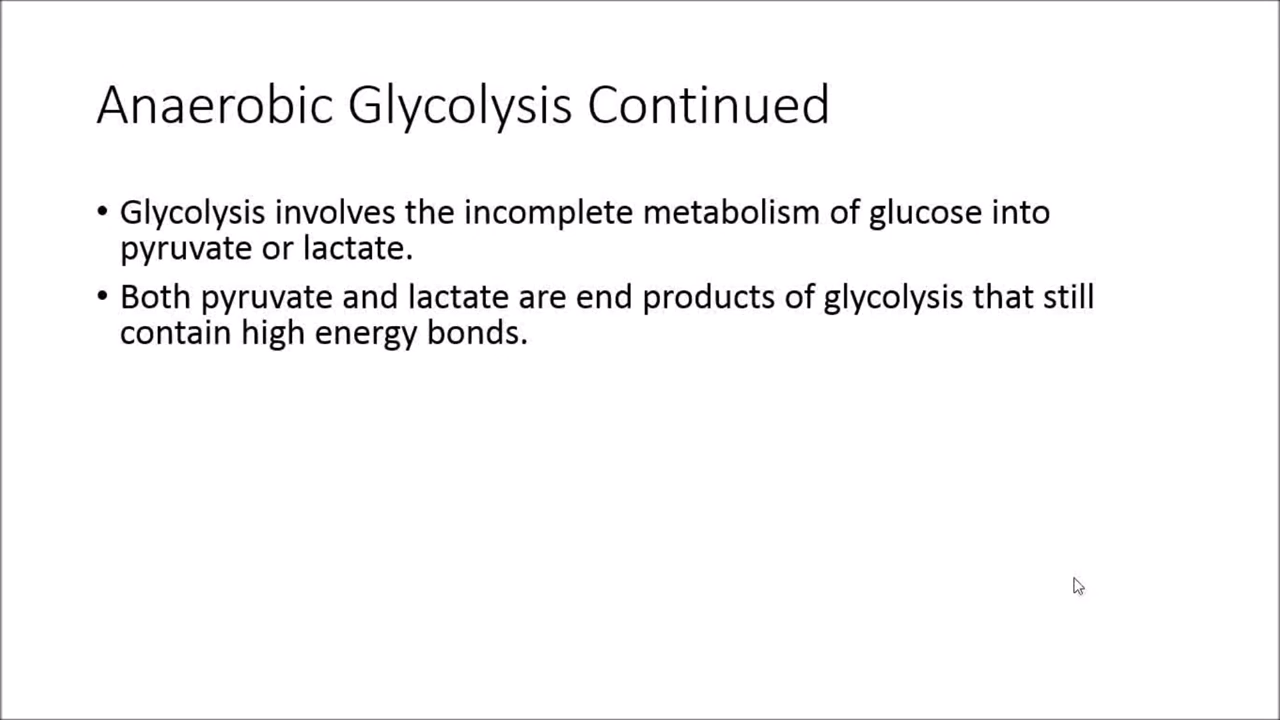 Anaerobic Glycolysis Continued
• Glycolysis involves the incomplete metabolism of glucose into
pyruvate or lactate.
• Both pyruvate and lactate are end products of glycolysis that still
contain high energy bonds.